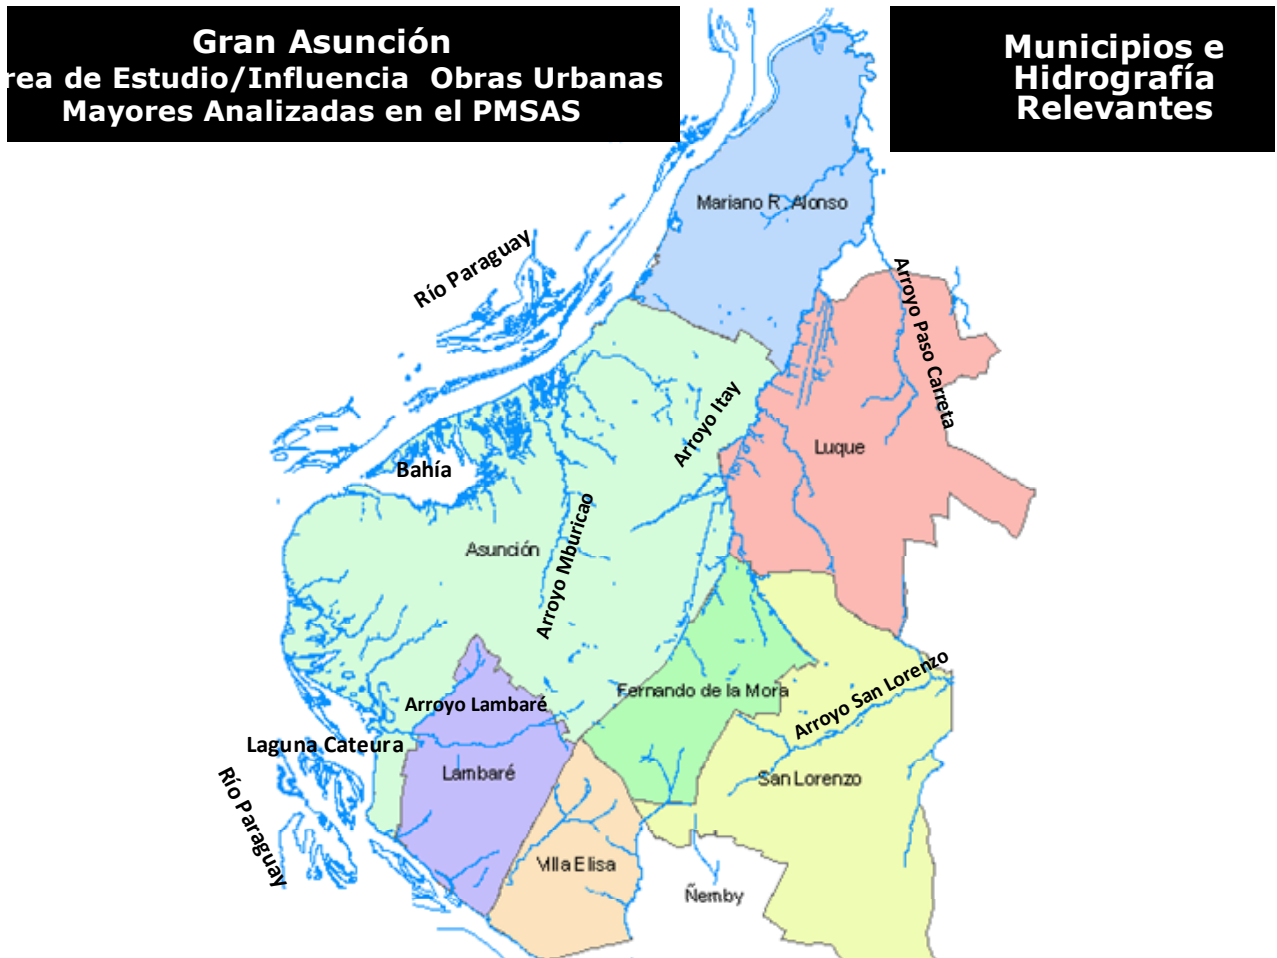 Gran Asunción
rea de Estudio/Influencia Obras Urbanas
Mayores Analizadas en el PMSAS
Municipios e
Hidrografía
Relevantes
Mariano R. Alonso
Río Paraguay
Arroyo Paso Carreta
Arroyo Itay
Luque
Bahía
Arroyo Mburicao
Asunción
Fernando de la Mora
Arroyo San Lorenzo
Arroyo Lambaré
Laguna Cateura
Lambaré
San Lorenzo
Río Paraguay
Villa Elisa
Ñemby